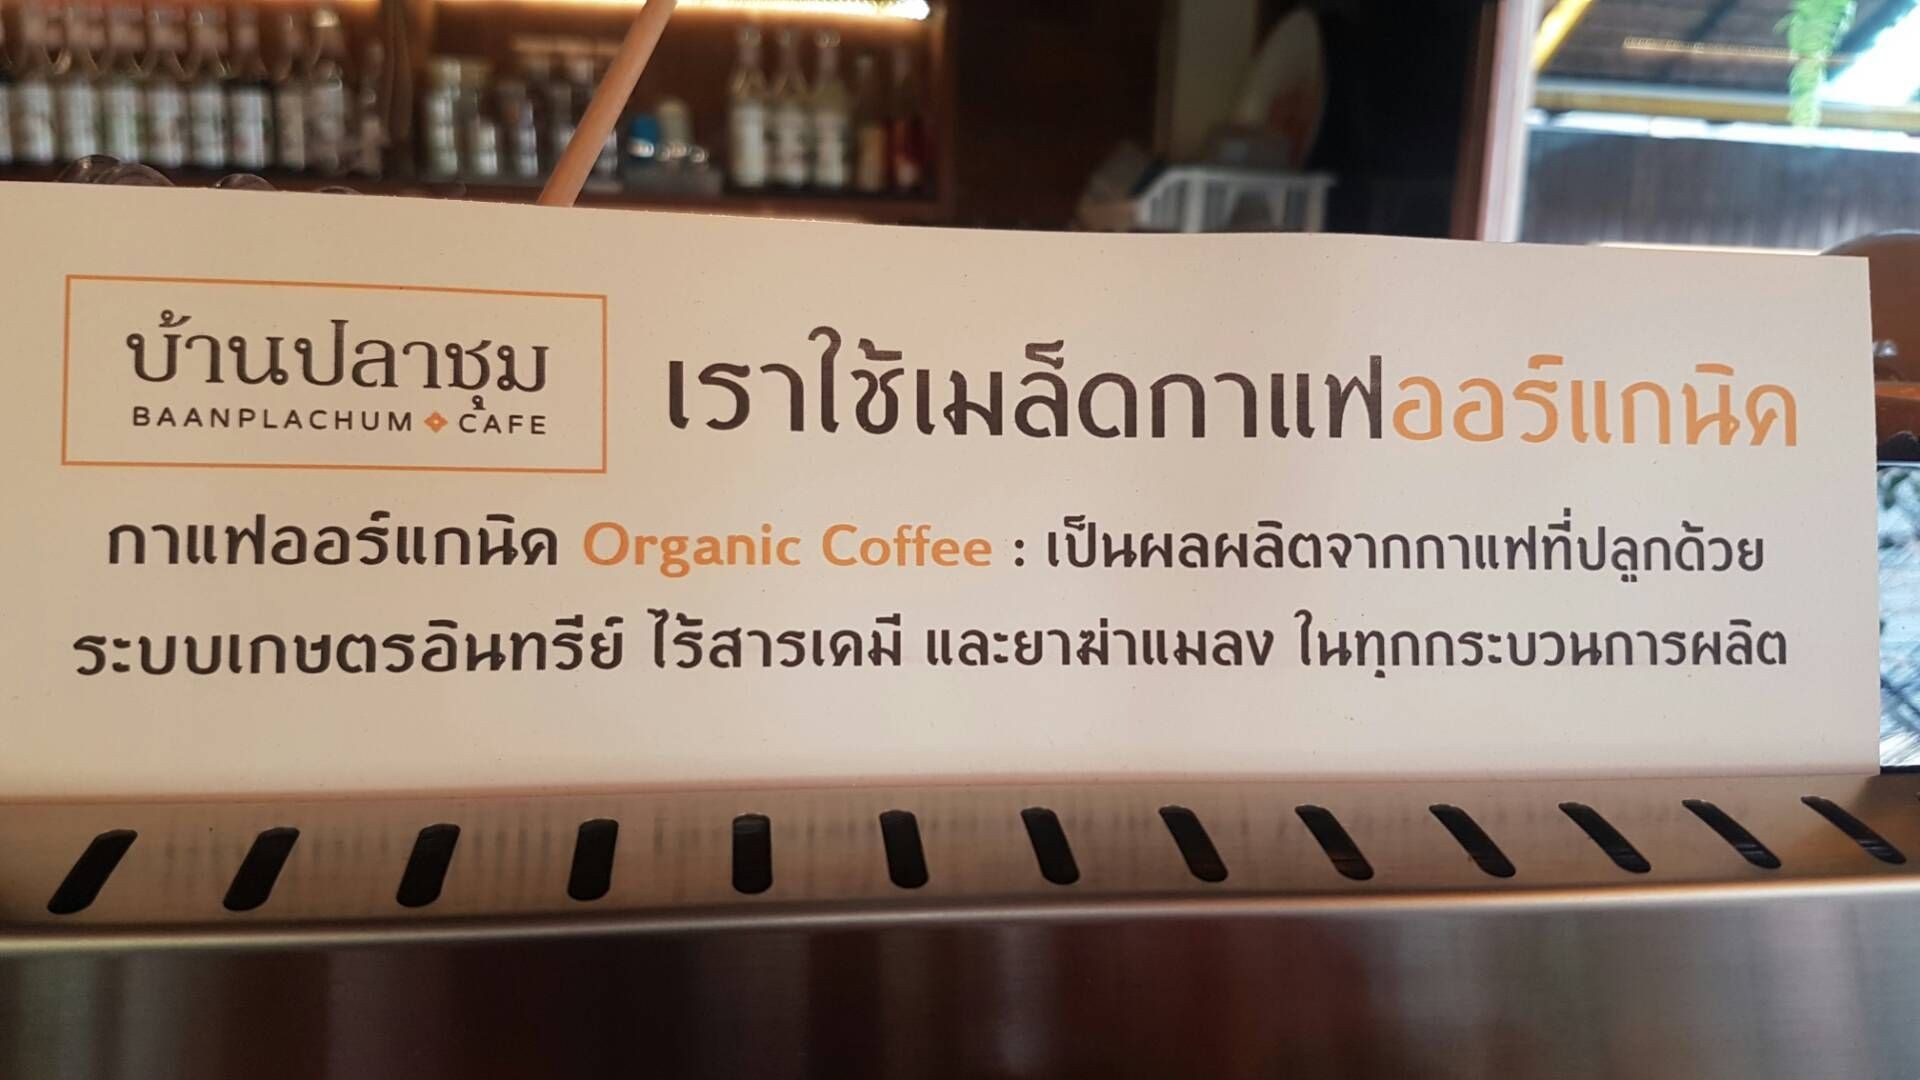 บ้านปลาชุม
BAANPLACHUM CAFE
เราใช้เมล็ดกาแฟออร์แกนิค
กาแฟออร์แกนิค Organic Coffee : เป็นผลผลิตจากกาแฟที่ปลูกด้วย
ระบบเกษตรอินทรีย์ ไร้สารเคมี และยาฆ่าแมลง ในทุกกระบวนการผลิต